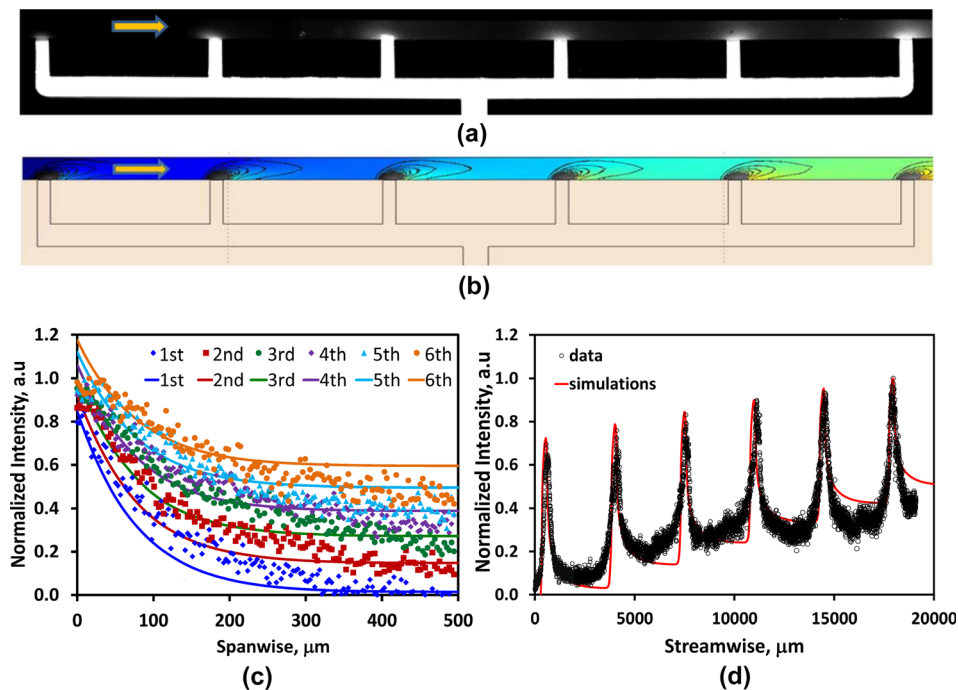 (a)
(b)
Normalized Intensity, a.u
1.2
1.0
0.8
0.6
0.4
0.2
0.0
1st 2nd 3rd 4th 5th 6th
1st 2nd 3rd 4th 5th 6th
0 100 200 300 400 500
Spanwise, μm
(c)
Normalized Intensity, a.u
1.2
1.0
0.8
0.6
0.4
0.2
0.0
data
simulations
0 5000 10000 15000 20000
Streamwise, μm
(d)